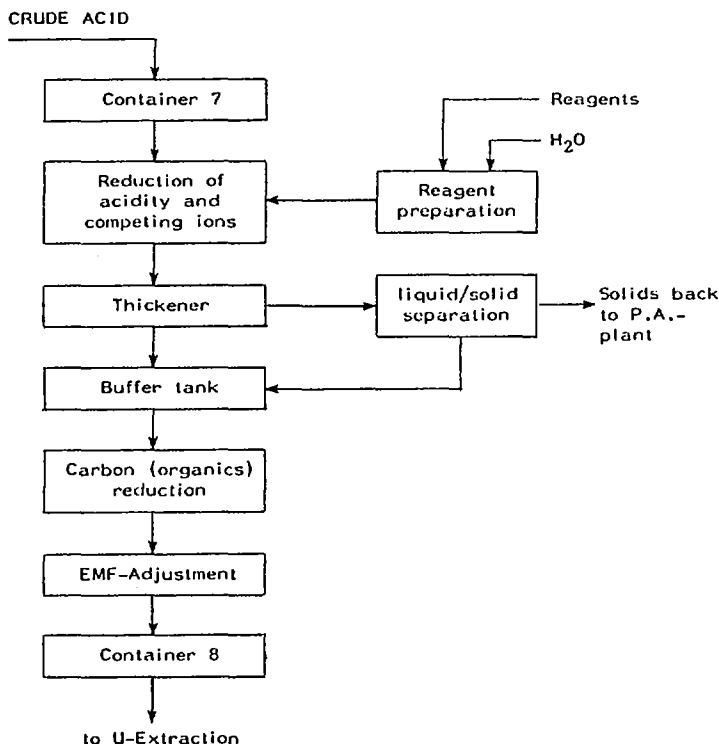 CRUDE ACID
Container 7
Reagents
H₂O
Reduction of
acidity and
competing ions
Reagent
preparation
Thickener
liquid/solid
separation
Solids back
to P.A.-
plant
Buffer tank
Carbon (organics)
reduction
EMF-Adjustment
Container 8
to U-Extraction